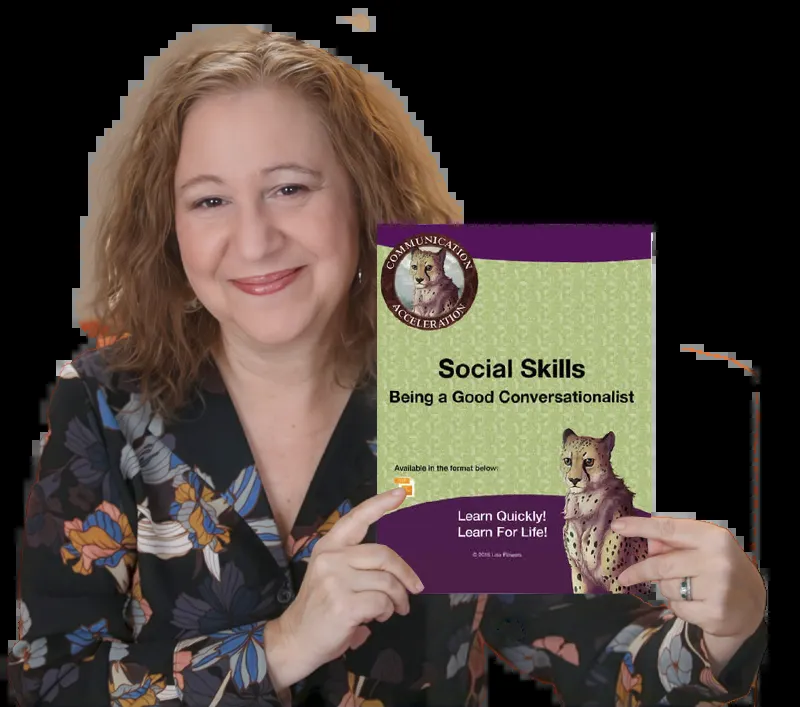 COMMUNICATION
ACCELERATION
Social Skills
Being a Good Conversationalist
Available in the format below:
Learn Quickly!
Learn For Life!